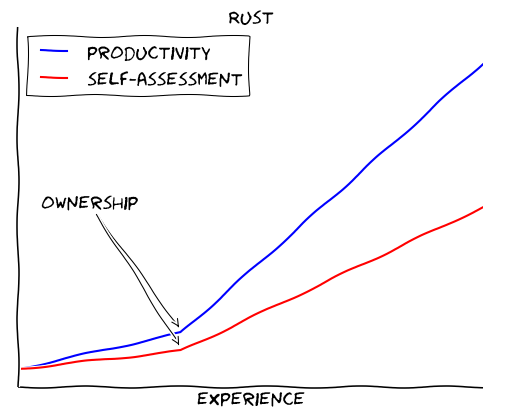 RUST
PRODUCTIVITY
SELF-ASSESSMENT
OWNERSHIP
EXPERIENCE